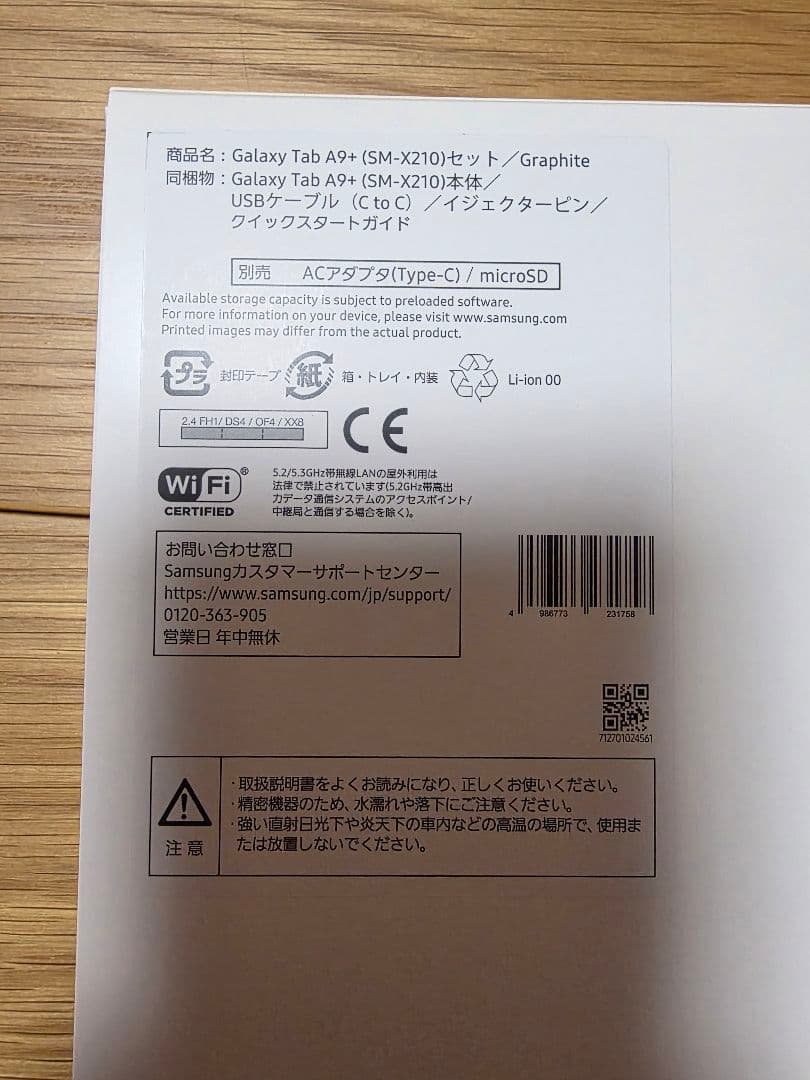 商品名：Galaxy Tab A9+ (SM-X210)セット／Graphite
同梱物：Galaxy Tab A9+ (SM-X210)本体／
USBケーブル（C to C）／イジェクターピン／
クイックスタートガイド
別売 ACアダプタ(Type-C) / microSD
Available storage capacity is subject to preloaded software.
For more information on your device, please visit www.samsung.com
Printed images may differ from the actual product.
プラ 封印テープ 紙 箱・トレイ・内装 Li-ion 00
2.4 FH1/ DS4 / OF4 / XX8
CE
Wi Fi®
CERTIFIED
5.2/5.3GHz帯無線LANの屋外利用は
法律で禁止されています(5.2GHz帯高出
力データ通信システムのアクセスポイント/
中継局と通信する場合を除く)。
お問い合わせ窓口
Samsungカスタマーサポートセンター
https://www.samsung.com/jp/support/
0120-363-905
営業日 年中無休
4 986773 231758
712701024561
注意
・取扱説明書をよくお読みになり、正しくお使いください。
・精密機器のため、水濡れや落下にご注意ください。
・強い直射日光下や炎天下の車内などの高温の場所で、使用ま
たは放置しないでください。